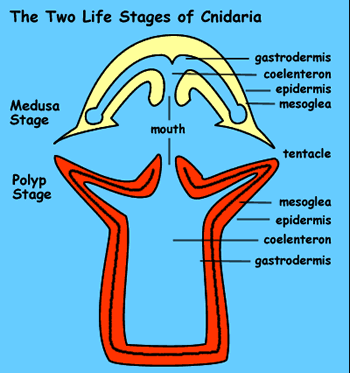 The Two Life Stages of Cnidaria
gastrodermis
coelenteron
epidermis
mesoglea
Medusa
Stage
mouth
tentacle
Polyp
Stage
mesoglea
epidermis
coelenteron
gastrodermis